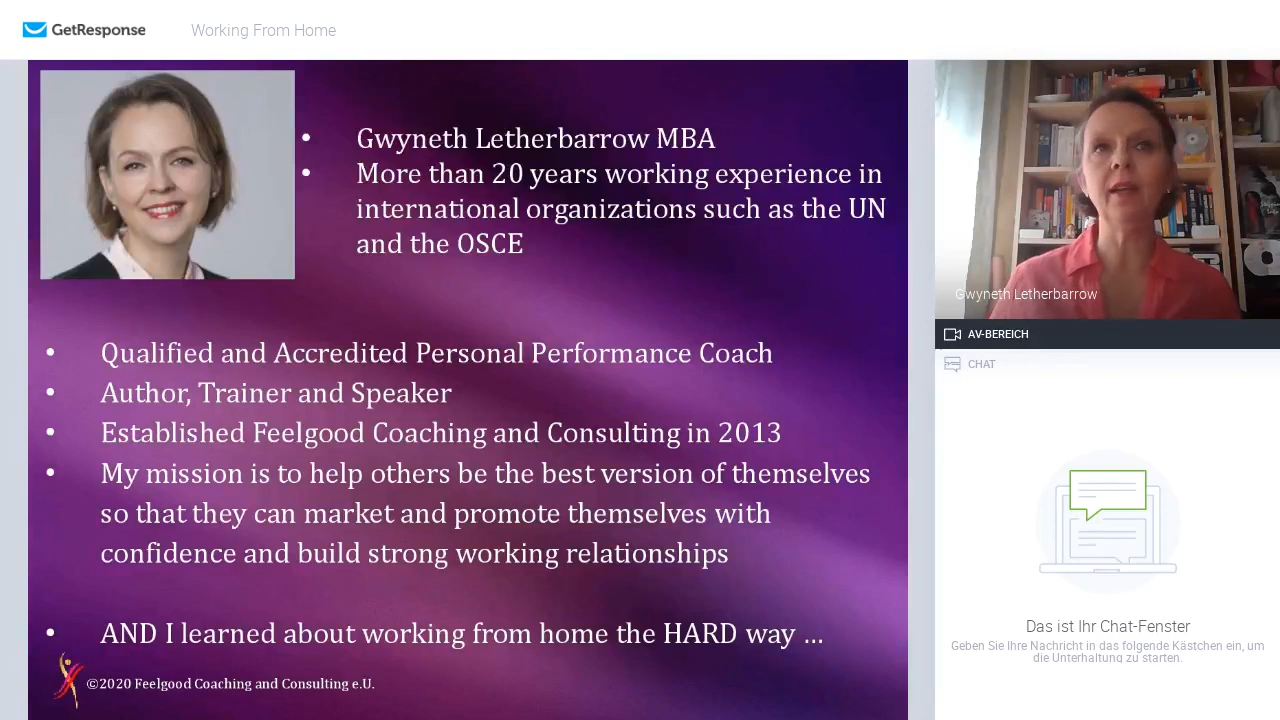 GetResponse
Working From Home
• Gwyneth Letherbarrow MBA
• More than 20 years working experience in
international organizations such as the UN
and the OSCE
• Qualified and Accredited Personal Performance Coach
• Author, Trainer and Speaker
• Established Feelgood Coaching and Consulting in 2013
• My mission is to help others be the best version of themselves
so that they can market and promote themselves with
confidence and build strong working relationships
• AND I learned about working from home the HARD way ...
©2020 Feelgood Coaching and Consulting e.U.
Gwyneth Letherbarrow
AV-BEREICH
CHAT
Das ist Ihr Chat-Fenster
Geben Sie Ihre Nachricht in das folgende Kästchen ein, um
die Unterhaltung zu starten.